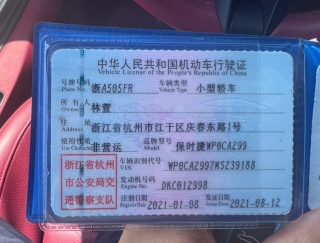 中华人民共和国机动车行驶证
Vehicle License of the People's Republic of China
号牌号码 浙A505FR 车辆类型 小型轿车
Plate No. Vehicle Type
所有人 林萱
Owner
住址 浙江省杭州市江干区庆春东路1号
Address
使用性质 非营运 品牌型号 保时捷WP0CA299
Use Character Model
浙江省杭州市公安局交通警察支队
车辆识别代号 WP0CA2997MS239188
VIN
发动机号码 DKC012998
Engine No.
注册日期 2021-01-08 发证日期 2021-08-12
Register Date Issue Date